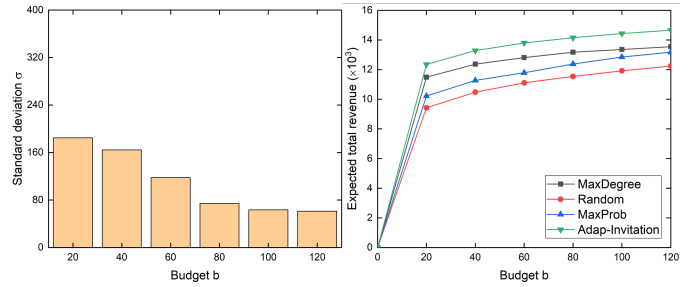 400
320
240
160
80
0
Standard deviation σ
20 40 60 80 100 120
Budget b
16
14
12
10
8
6
4
2
0
Expected total revenue (×10³)
0 20 40 60 80 100 120
Budget b
MaxDegree
Random
MaxProb
Adap-Invitation